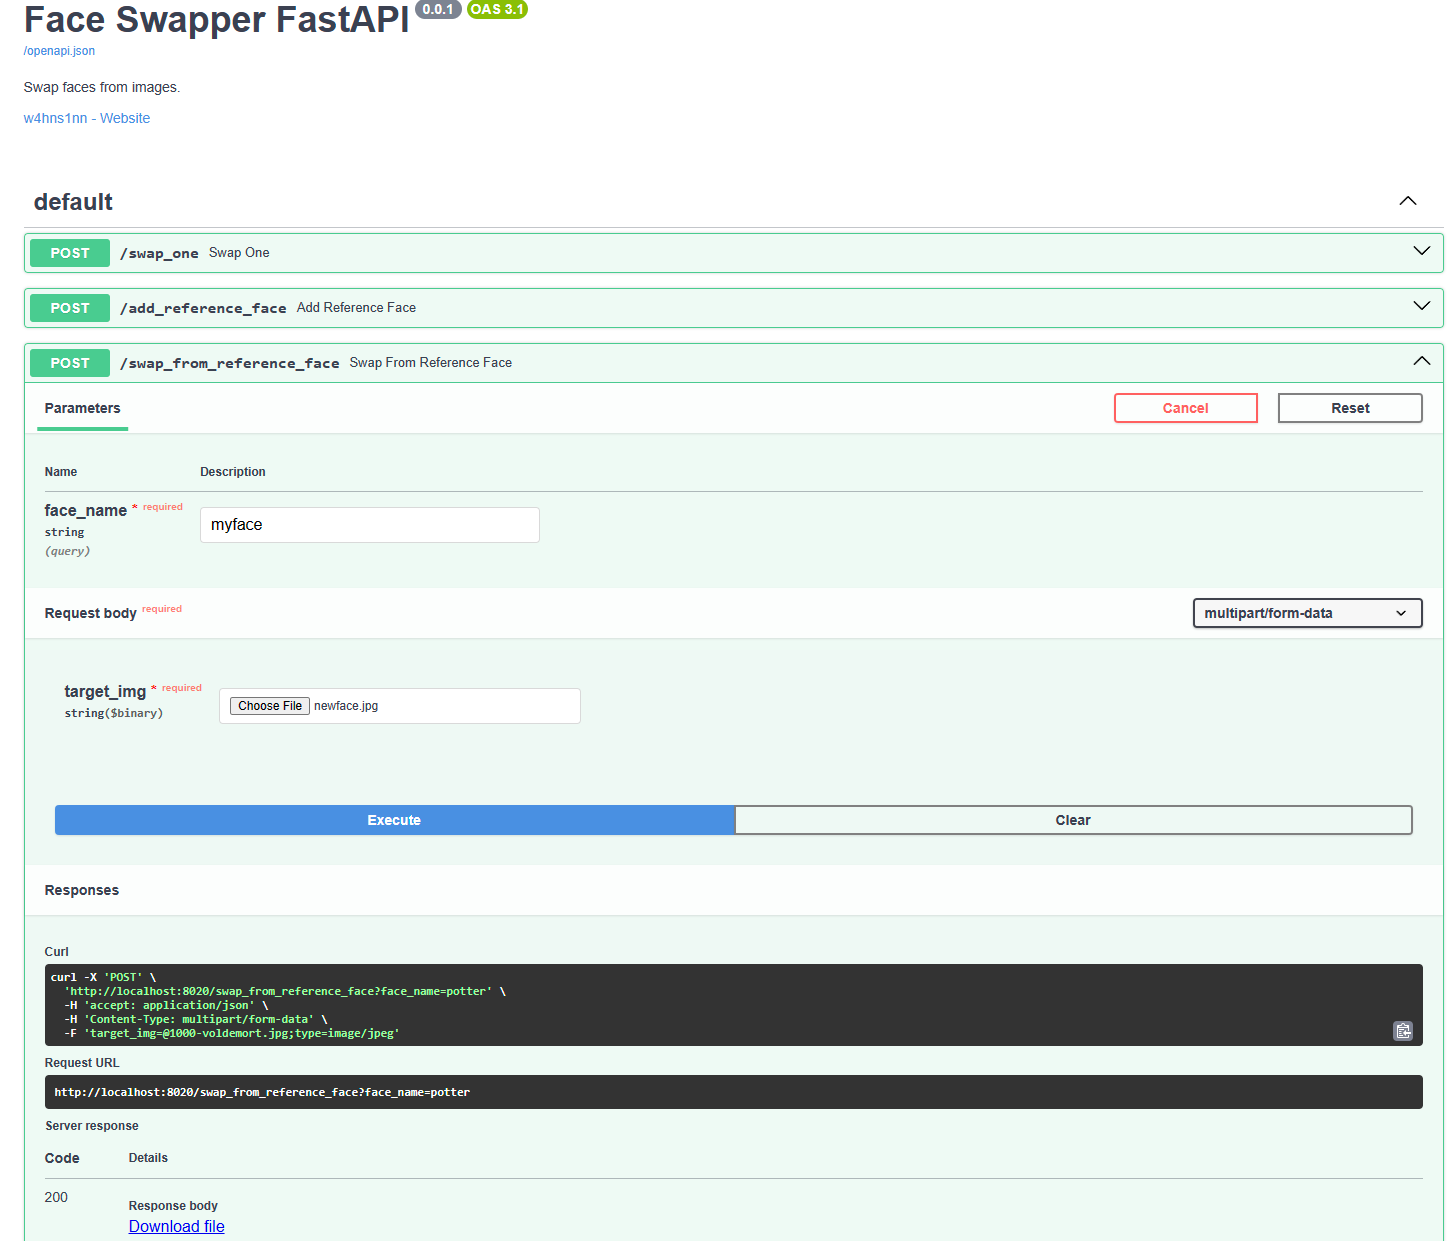 Face Swapper FastAPI 0.0.1 OAS 3.1
/openapi.json
Swap faces from images.
w4hns1nn - Website
default
POST /swap_one Swap One
POST /add_reference_face Add Reference Face
POST /swap_from_reference_face Swap From Reference Face
Parameters Cancel Reset
Name Description
face_name * required
string
(query)
myface
Request body required multipart/form-data
target_img * required
string($binary)
Choose File newface.jpg
Execute Clear
Responses
Curl
curl -X 'POST' \
'http://localhost:8020/swap_from_reference_face?face_name=potter' \
-H 'accept: application/json' \
-H 'Content-Type: multipart/form-data' \
-F 'target_img=@1000-voldemort.jpg;type=image/jpeg'
Request URL
http://localhost:8020/swap_from_reference_face?face_name=potter
Server response
Code Details
200
Response body
Download file